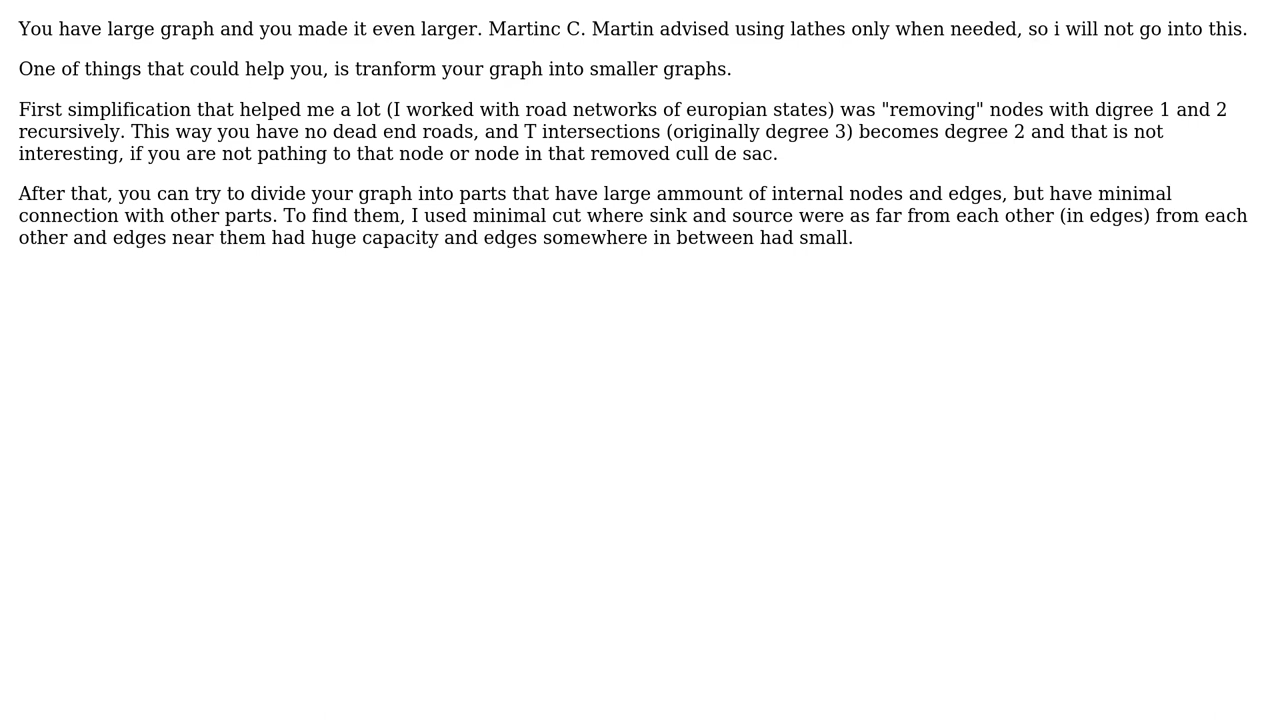 You have large graph and you made it even larger. Martinc C. Martin advised using lathes only when needed, so i will not go into this.
One of things that could help you, is tranform your graph into smaller graphs.
First simplification that helped me a lot (I worked with road networks of europian states) was "removing" nodes with digree 1 and 2
recursively. This way you have no dead end roads, and T intersections (originally degree 3) becomes degree 2 and that is not
interesting, if you are not pathing to that node or node in that removed cull de sac.
After that, you can try to divide your graph into parts that have large ammount of internal nodes and edges, but have minimal
connection with other parts. To find them, I used minimal cut where sink and source were as far from each other (in edges) from each
other and edges near them had huge capacity and edges somewhere in between had small.